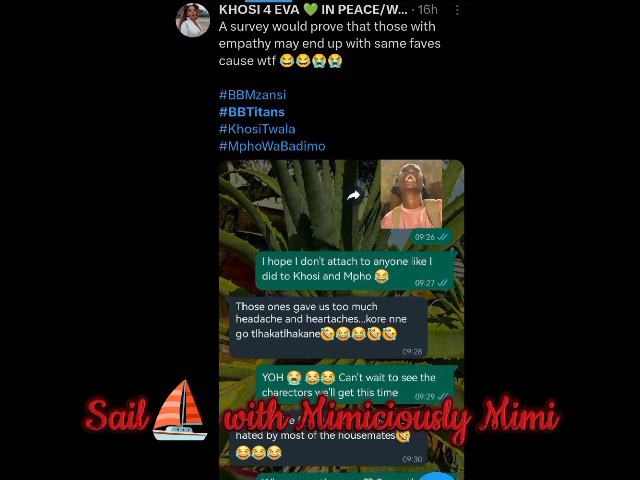 KHOSI 4 EVA 💚 IN PEACE/W... · 16h
A survey would prove that those with
empathy may end up with same faves
cause wtf 😂😂😭😭
#BBMzansi
#BBTitans
#KhosiTwala
#MphoWaBadimo
09:26
I hope I don't attach to anyone like I
did to Khosi and Mpho 😂
09:27
Those ones gave us too much
headache and heartaches...kore nne
go tlhakatlhakane🤣😂😂🤣🤣
09:28
YOH 😭 😂😂 Can't wait to see the
charectors we'll get this time
09:29
Sail ⛵ with Mimiciously Mimi
hated by most of the housemates🤣
😂😂😂
09:30